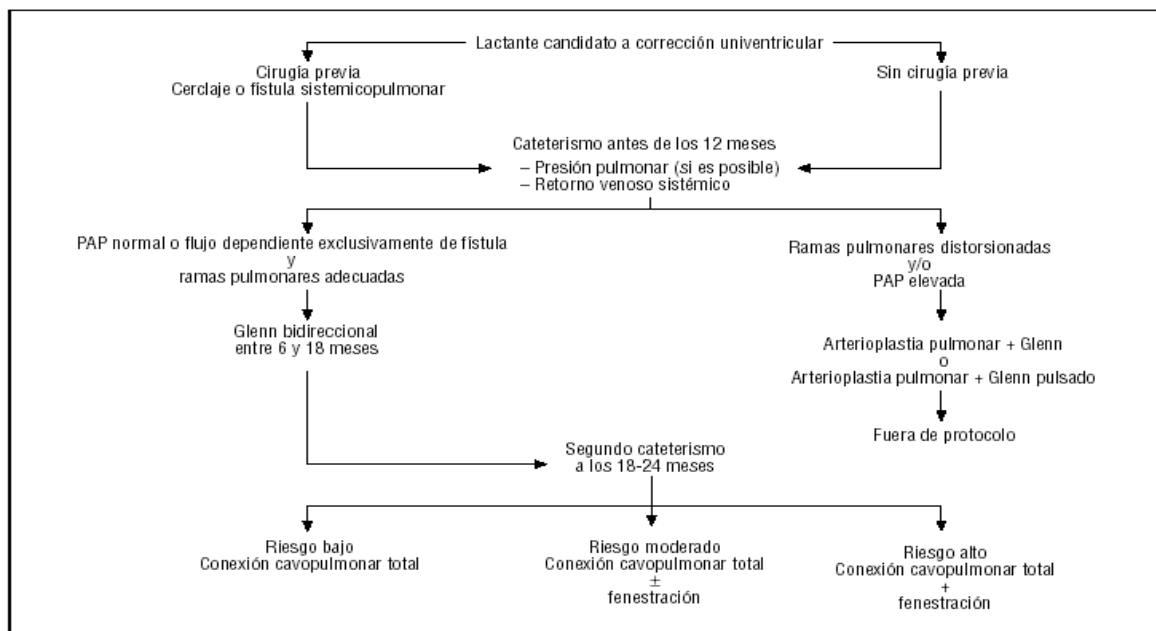 Lactante candidato a corrección univentricular
Cirugía previa
Cerclaje o fístula sistemicopulmonar
Sin cirugía previa
Cateterismo antes de los 12 meses
– Presión pulmonar (si es posible)
– Retorno venoso sistémico
PAP normal o flujo dependiente exclusivamente de fístula
y
ramas pulmonares adecuadas
Ramas pulmonares distorsionadas
y/o
PAP elevada
Glenn bidireccional
entre 6 y 18 meses
Arterioplastia pulmonar + Glenn
o
Arterioplastia pulmonar + Glenn pulsado
Fuera de protocolo
Segundo cateterismo
a los 18-24 meses
Riesgo bajo
Conexión cavopulmonar total
Riesgo moderado
Conexión cavopulmonar total
±
fenestración
Riesgo alto
Conexión cavopulmonar total
+
fenestración